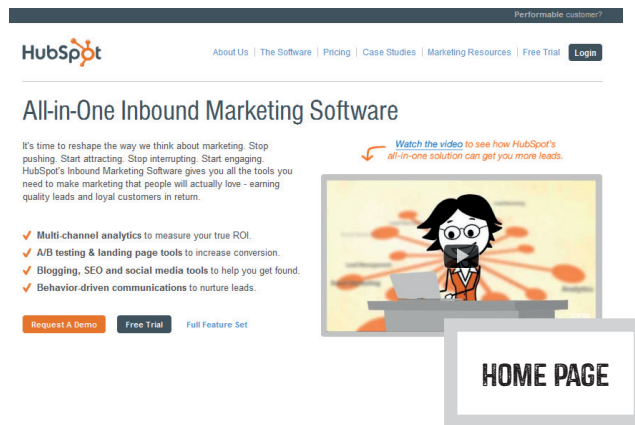 Performable customer?
HubSpot
About Us | The Software | Pricing | Case Studies | Marketing Resources | Free Trial Login
All-in-One Inbound Marketing Software
It's time to reshape the way we think about marketing. Stop
pushing. Start attracting. Stop interrupting. Start engaging.
HubSpot's Inbound Marketing Software gives you all the tools you
need to make marketing that people will actually love - earning
quality leads and loyal customers in return.
Multi-channel analytics to measure your true ROI.
A/B testing & landing page tools to increase conversion.
Blogging, SEO and social media tools to help you get found.
Behavior-driven communications to nurture leads.
Request A Demo Free Trial Full Feature Set
Watch the video to see how HubSpot's
all-in-one solution can get you more leads.
Analytics
HOME PAGE